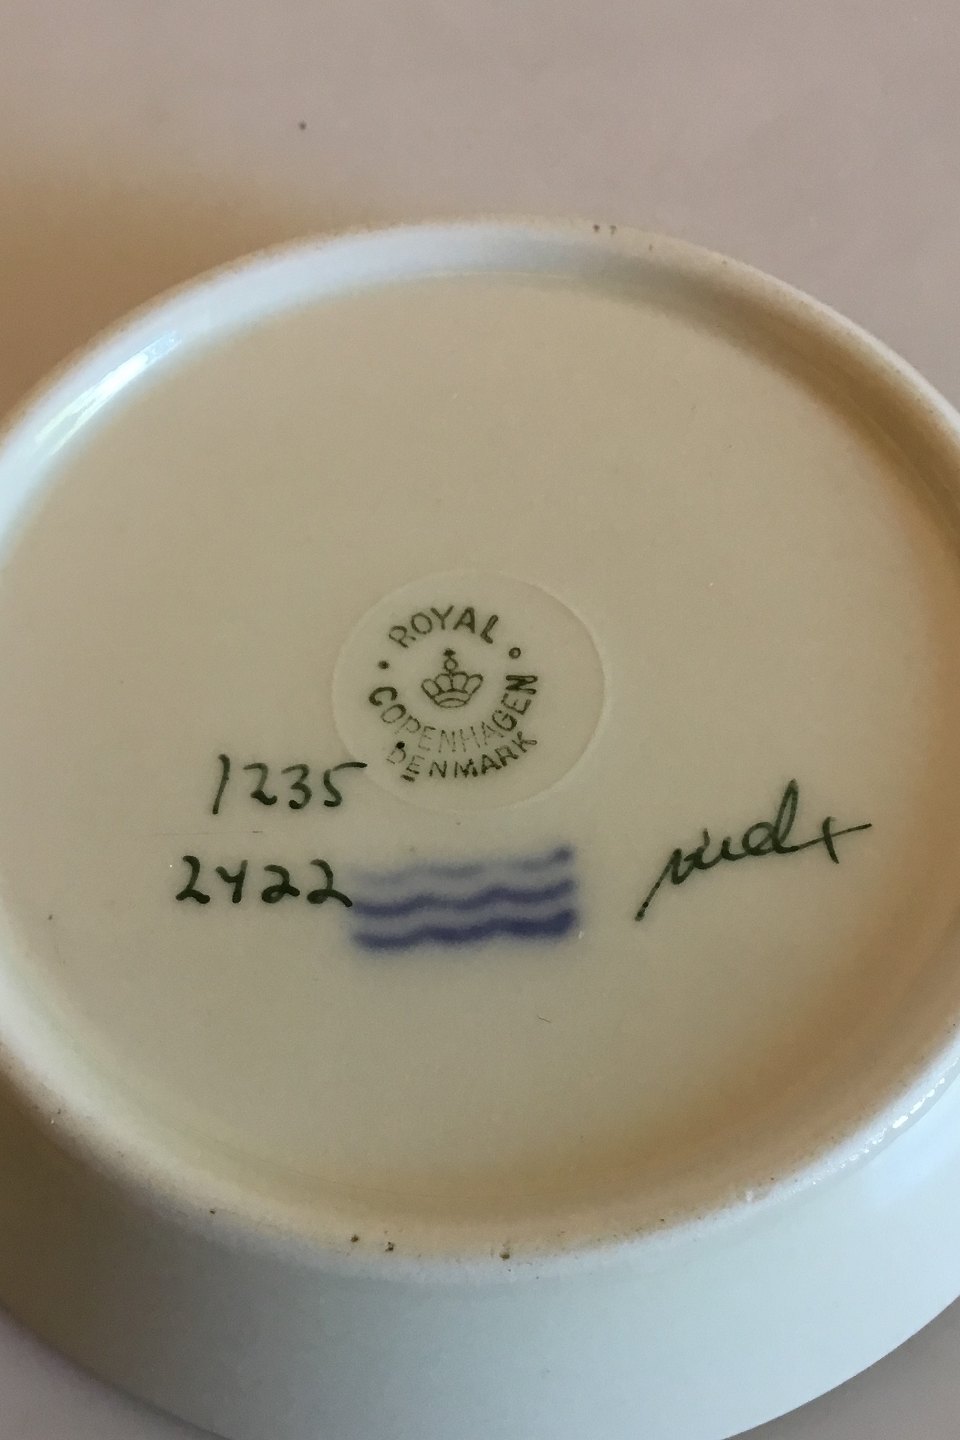 ROYAL
COPENHAGEN
DENMARK
1235
2422